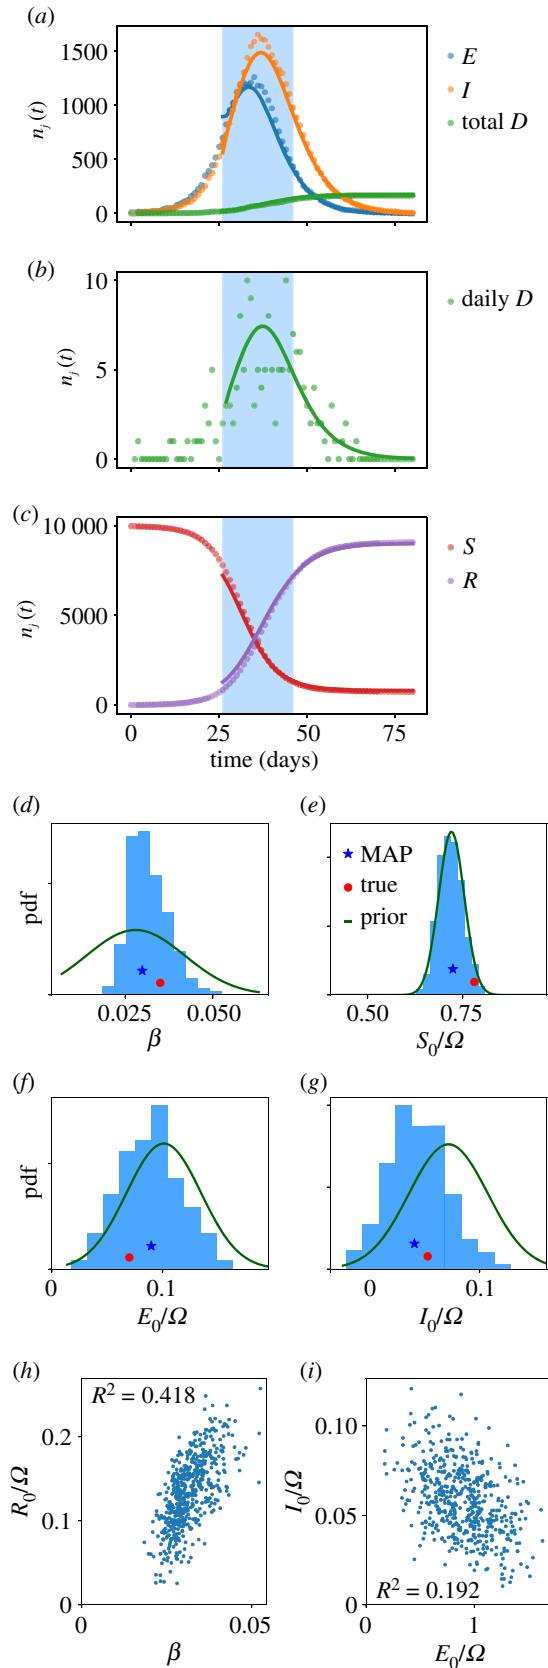 (a)
1500
1000
500
0
n_j (t)
E
I
total D
(b)
10
5
0
n_j (t)
daily D
(c)
10 000
5000
0
n_j (t)
S
R
0 25 50 75
time (days)
(d)
pdf
0.025 0.050
β
(e)
MAP
true
prior
0.50 0.75
S_0/Ω
(f)
pdf
0 0.1
E_0/Ω
(g)
0 0.1
I_0/Ω
(h)
R^2 = 0.418
0.2
0.1
0
R_0/Ω
0.05
β
(i)
0.10
0.05
0
I_0/Ω
R^2 = 0.192
1
E_0/Ω